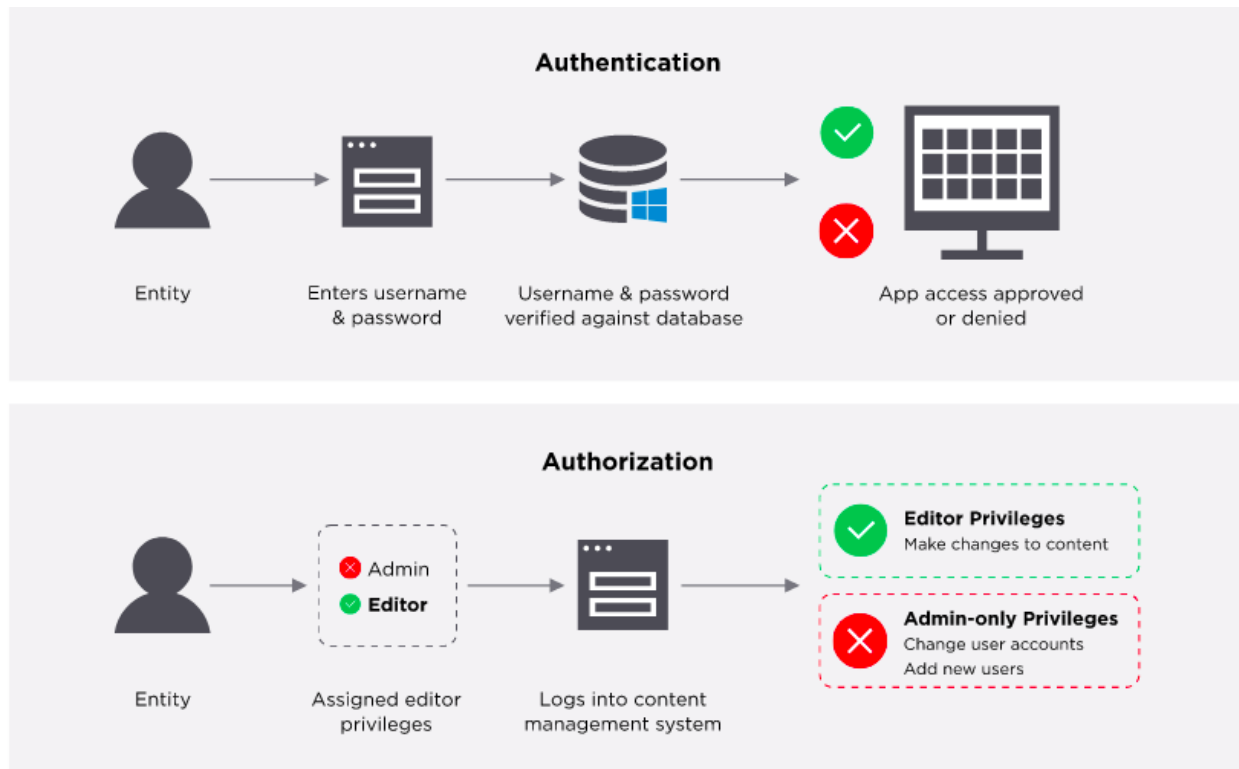 Authentication
Entity
Enters username
& password
Username & password
verified against database
App access approved
or denied
Authorization
Admin
Editor
Editor Privileges
Make changes to content
Admin-only Privileges
Change user accounts
Add new users
Entity
Assigned editor
privileges
Logs into content
management system